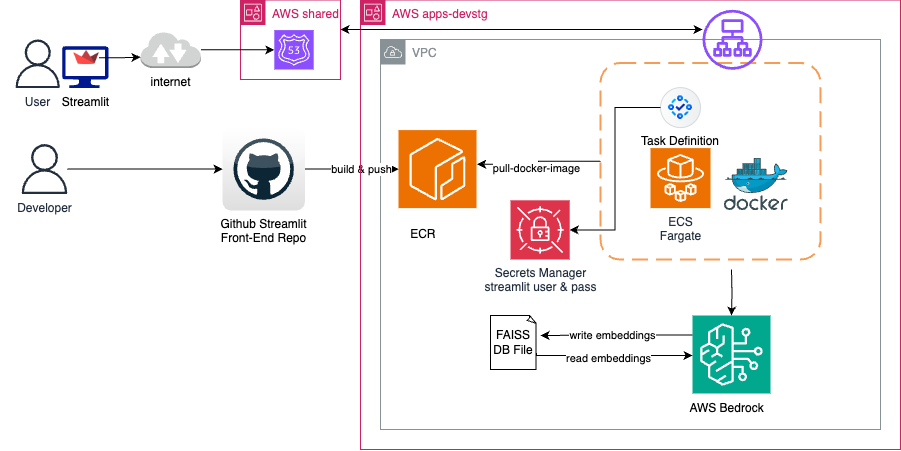 AWS shared
AWS apps-devstg
53
VPC
internet
User
Streamlit
Task Definition
build & push
pull-docker-image
docker
Developer
Github Streamlit
Front-End Repo
ECR
ECS
Fargate
Secrets Manager
streamlit user & pass
FAISS
DB File
write embeddings
read embeddings
AWS Bedrock